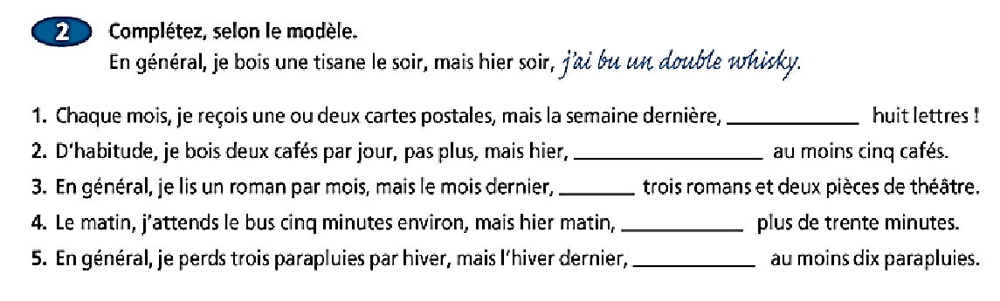 2 Complétez, selon le modèle.
En général, je bois une tisane le soir, mais hier soir, j'ai bu un double whisky.
1. Chaque mois, je reçois une ou deux cartes postales, mais la semaine dernière, ____________ huit lettres !
2. D'habitude, je bois deux cafés par jour, pas plus, mais hier, ________________ au moins cinq cafés.
3. En général, je lis un roman par mois, mais le mois dernier, _______ trois romans et deux pièces de théâtre.
4. Le matin, j'attends le bus cinq minutes environ, mais hier matin, ___________ plus de trente minutes.
5. En général, je perds trois parapluies par hiver, mais l'hiver dernier, ___________ au moins dix parapluies.